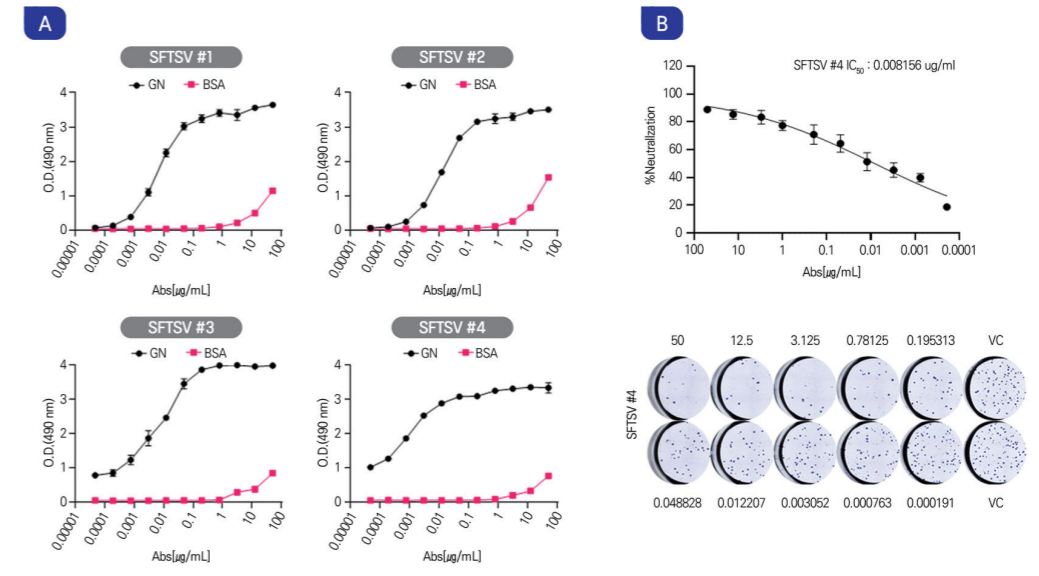 A
SFTSV #1
GN BSA
O.D.(490 nm)
4
3
2
1
0
0.00001 0.0001 0.001 0.01 0.1 1 10 100
Abs[㎍/mL]
SFTSV #2
GN BSA
O.D.(490 nm)
4
3
2
1
0
0.00001 0.0001 0.001 0.01 0.1 1 10 100
Abs[㎍/mL]
SFTSV #3
GN BSA
O.D.(490 nm)
4
3
2
1
0
0.00001 0.0001 0.001 0.01 0.1 1 10 100
Abs[㎍/mL]
SFTSV #4
GN BSA
O.D.(490 nm)
4
3
2
1
0
0.00001 0.0001 0.001 0.01 0.1 1 10 100
Abs[㎍/mL]
B
SFTSV #4 IC50 : 0.008156 ug/ml
%Neutralization
120
100
80
60
40
20
0
100 10 1 0.1 0.01 0.001 0.0001
Abs[㎍/mL]
50 12.5 3.125 0.78125 0.195313 VC
SFTSV #4
0.048828 0.012207 0.003052 0.000763 0.000191 VC